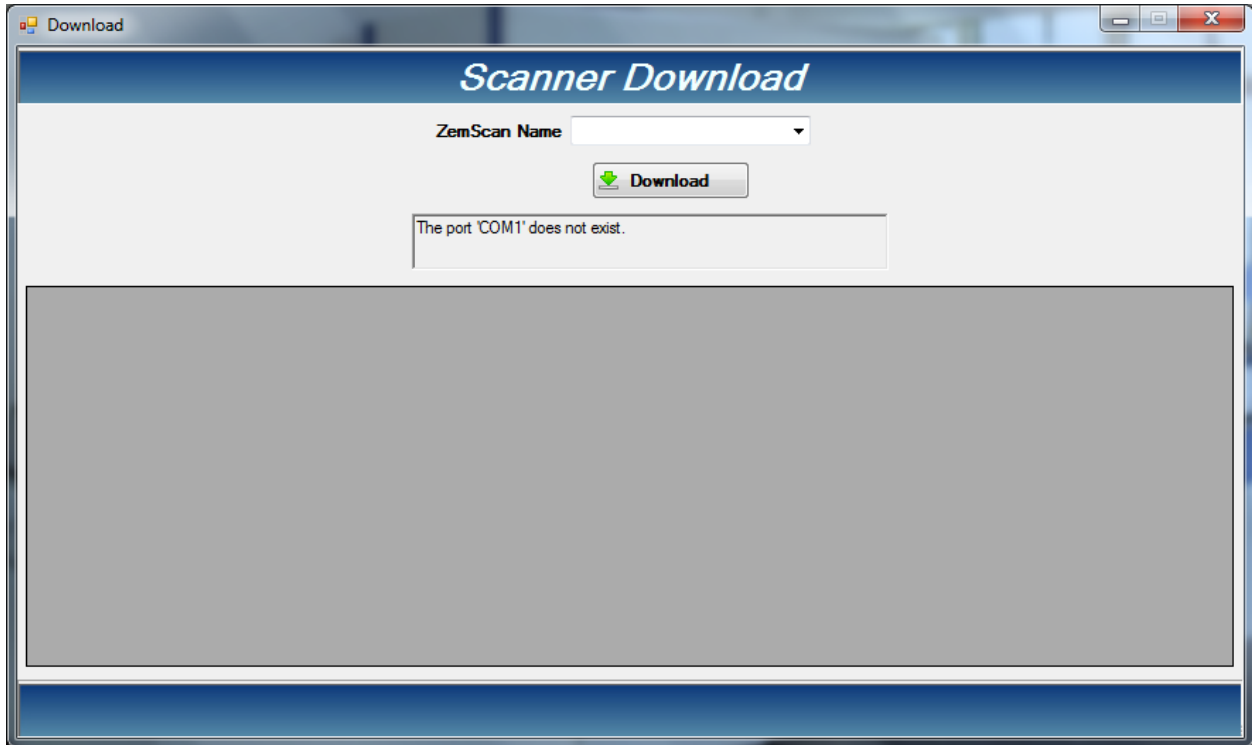 Download
Scanner Download
ZemScan Name
Download
The port 'COM1' does not exist.